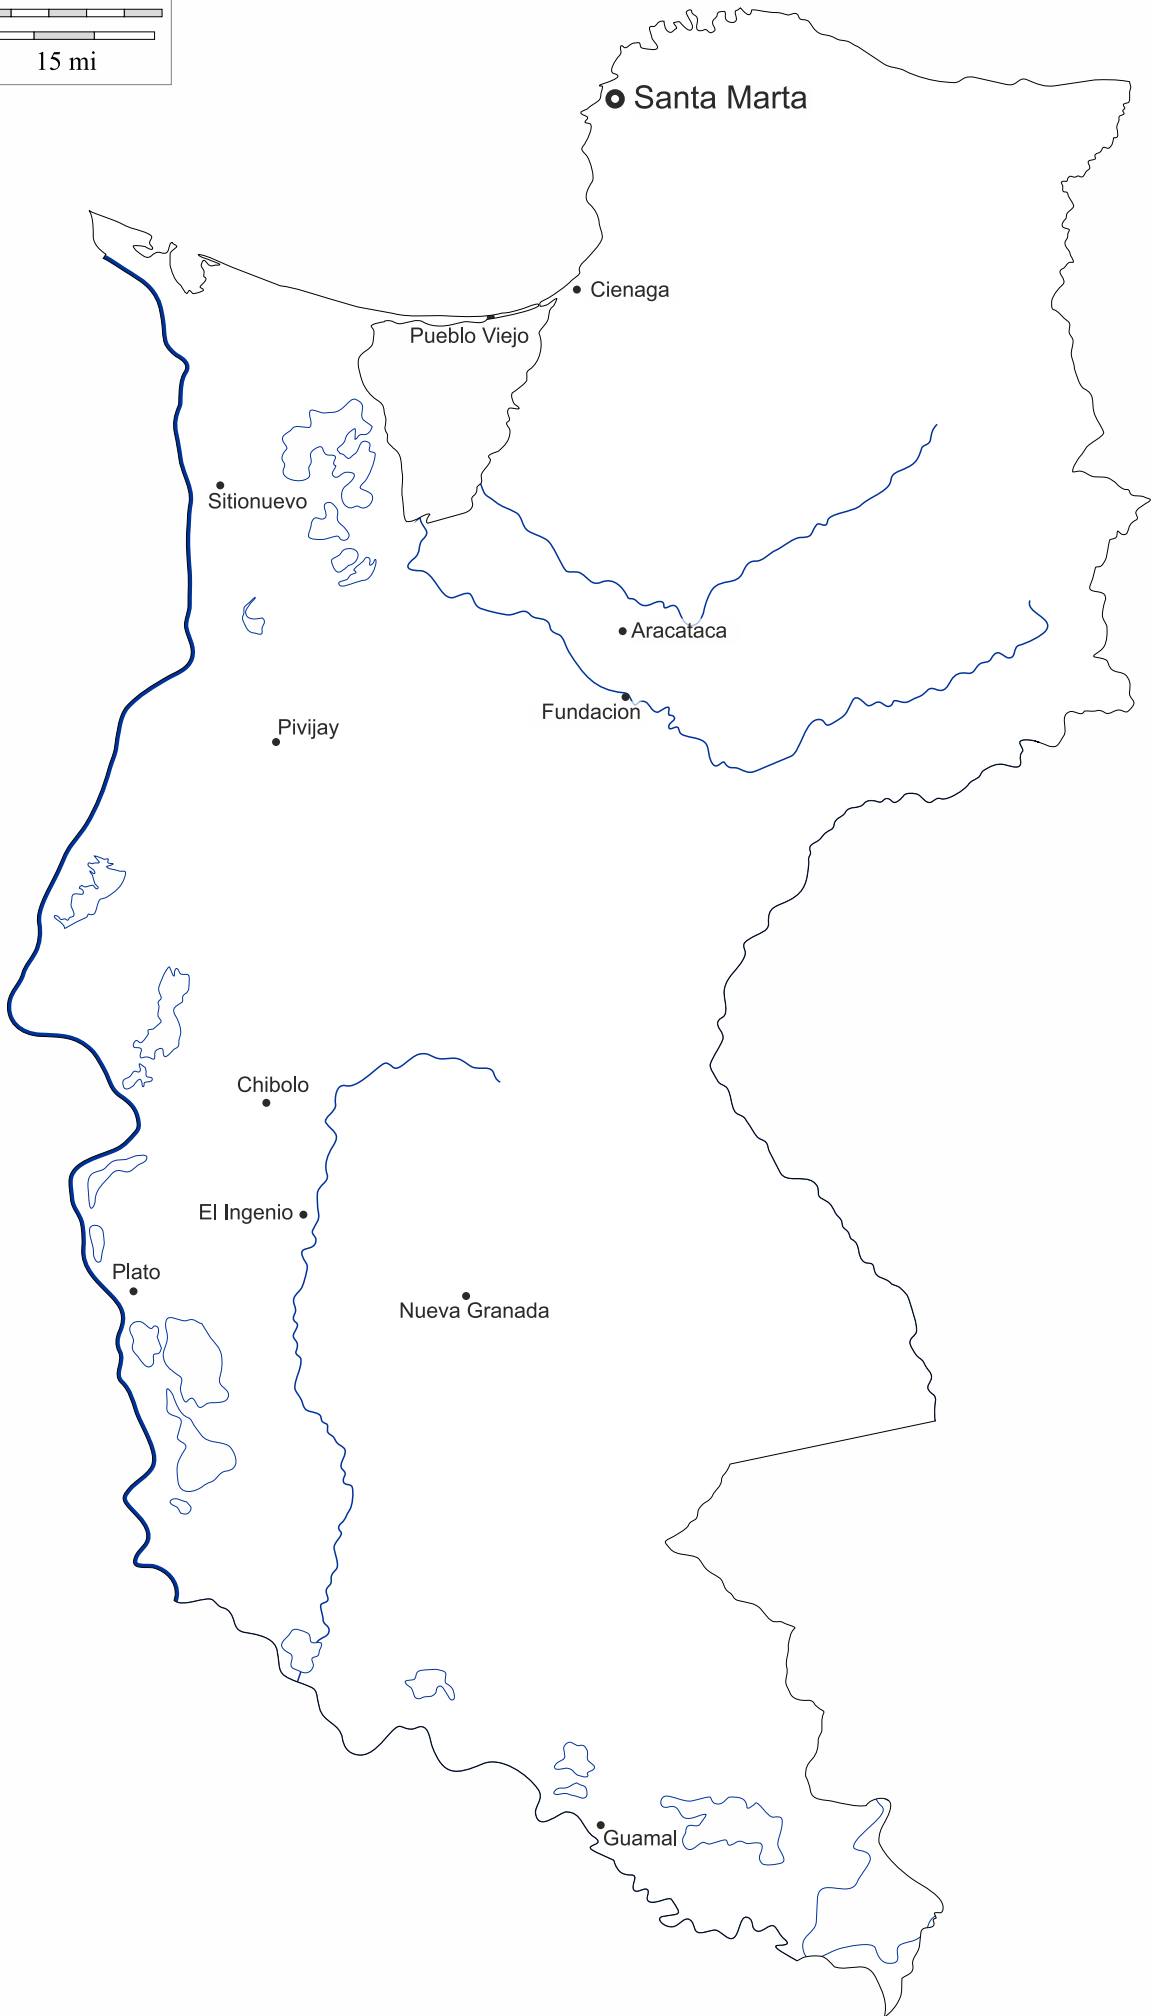 15 mi
Santa Marta
Cienaga
Pueblo Viejo
Sitionuevo
Aracataca
Fundacion
Pivijay
Chibolo
El Ingenio
Plato
Nueva Granada
Guamal